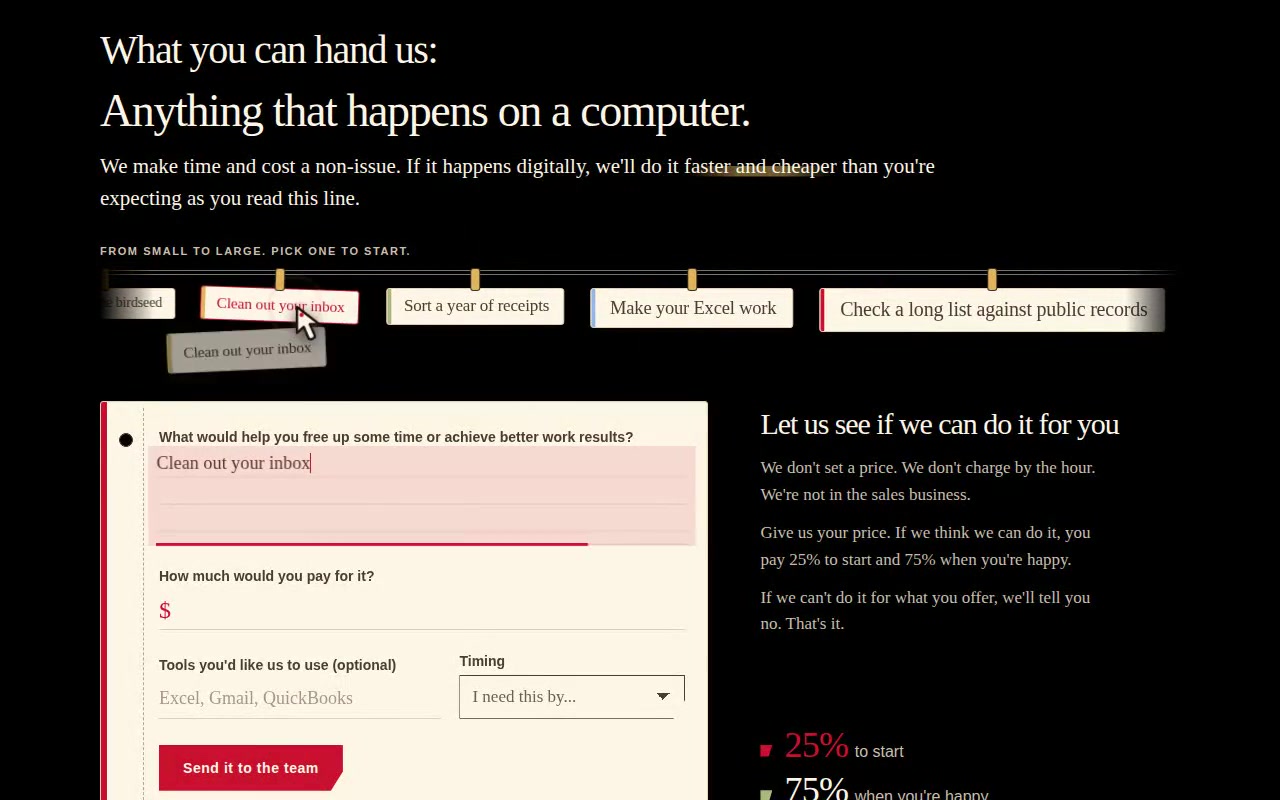 What you can hand us:
Anything that happens on a computer.
We make time and cost a non-issue. If it happens digitally, we'll do it faster and cheaper than you're
expecting as you read this line.
FROM SMALL TO LARGE. PICK ONE TO START.
birdseed
Clean out your inbox
Sort a year of receipts
Make your Excel work
Check a long list against public records
Clean out your inbox
What would help you free up some time or achieve better work results?
Clean out your inbox
How much would you pay for it?
$
Tools you'd like us to use (optional)
Timing
Excel, Gmail, QuickBooks
I need this by...
Send it to the team
Let us see if we can do it for you
We don't set a price. We don't charge by the hour.
We're not in the sales business.
Give us your price. If we think we can do it, you
pay 25% to start and 75% when you're happy.
If we can't do it for what you offer, we'll tell you
no. That's it.
25% to start
75% when you're happy